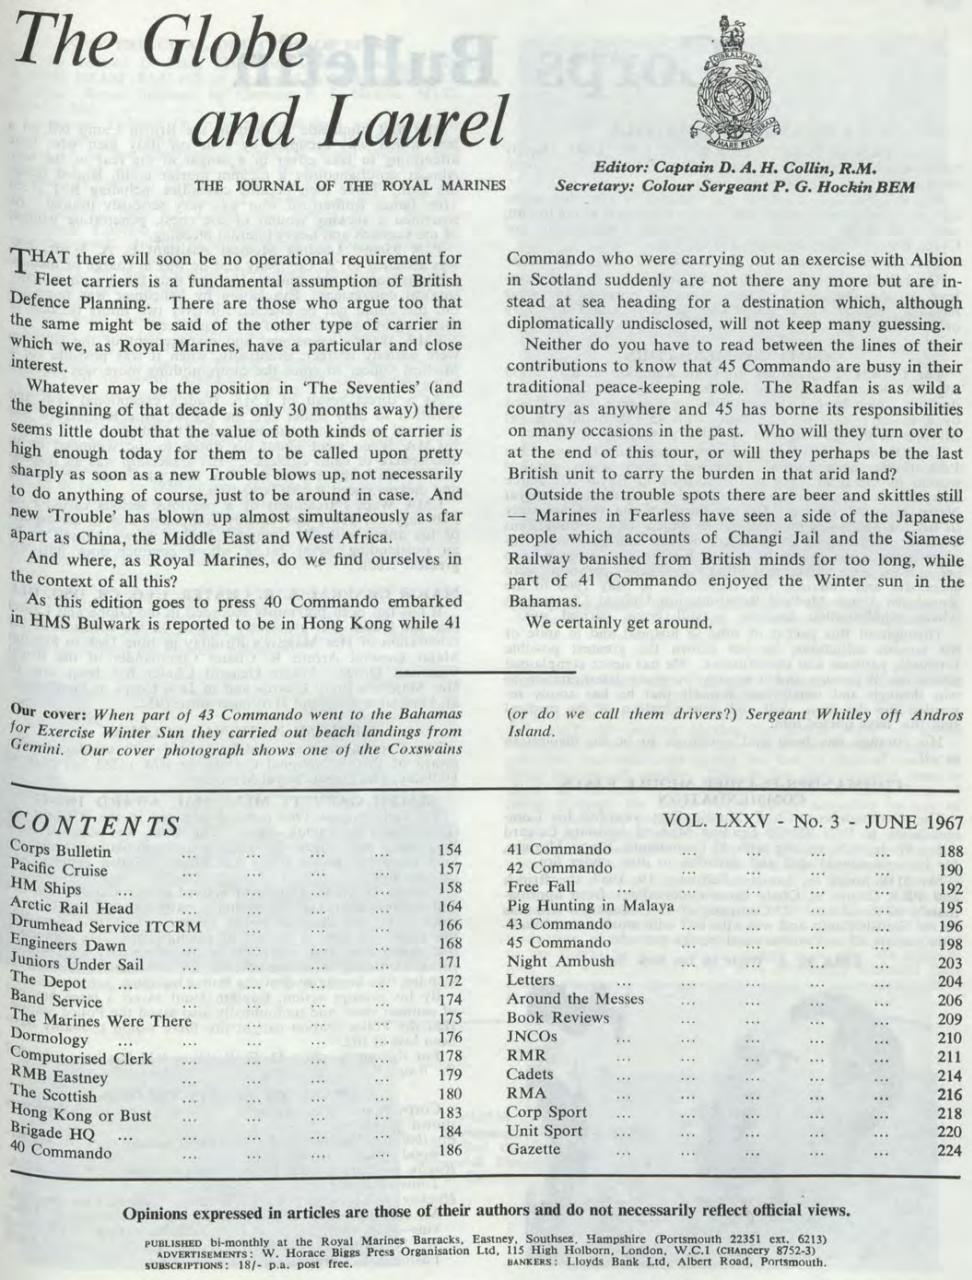 The Globe
and Laurel
THE JOURNAL OF THE ROYAL MARINES
GIBRALTAR
PER MARE PER TERRAM
Editor: Captain D. A. H. Collin, R.M.
Secretary: Colour Sergeant P. G. Hockin BEM
THAT there will soon be no operational requirement for
Fleet carriers is a fundamental assumption of British
Defence Planning. There are those who argue too that
the same might be said of the other type of carrier in
which we, as Royal Marines, have a particular and close
interest.
Whatever may be the position in 'The Seventies' (and
the beginning of that decade is only 30 months away) there
seems little doubt that the value of both kinds of carrier is
high enough today for them to be called upon pretty
sharply as soon as a new Trouble blows up, not necessarily
to do anything of course, just to be around in case. And
new 'Trouble' has blown up almost simultaneously as far
apart as China, the Middle East and West Africa.
And where, as Royal Marines, do we find ourselves in
the context of all this?
As this edition goes to press 40 Commando embarked
in HMS Bulwark is reported to be in Hong Kong while 41
Commando who were carrying out an exercise with Albion
in Scotland suddenly are not there any more but are in-
stead at sea heading for a destination which, although
diplomatically undisclosed, will not keep many guessing.
Neither do you have to read between the lines of their
contributions to know that 45 Commando are busy in their
traditional peace-keeping role. The Radfan is as wild a
country as anywhere and 45 has borne its responsibilities
on many occasions in the past. Who will they turn over to
at the end of this tour, or will they perhaps be the last
British unit to carry the burden in that arid land?
Outside the trouble spots there are beer and skittles still
— Marines in Fearless have seen a side of the Japanese
people which accounts of Changi Jail and the Siamese
Railway banished from British minds for too long, while
part of 41 Commando enjoyed the Winter sun in the
Bahamas.
We certainly get around.
Our cover: When part of 43 Commando went to the Bahamas
for Exercise Winter Sun they carried out beach landings from
Gemini. Our cover photograph shows one of the Coxswains
(or do we call them drivers?) Sergeant Whitley off Andros
Island.
CONTENTS
VOL. LXXV - No. 3 - JUNE 1967
Corps Bulletin ... ... ... ... 154
Pacific Cruise ... ... ... ... 157
HM Ships ... ... ... ... ... 158
Arctic Rail Head ... ... ... ... 164
Drumhead Service ITCRM ... ... ... 166
Engineers Dawn ... ... ... ... 168
Juniors Under Sail ... ... ... ... 171
The Depot ... ... ... ... ... 172
Band Service ... ... ... ... 174
The Marines Were There ... ... ... 175
Dormology ... ... ... ... ... 176
Computorised Clerk ... ... ... ... 178
RMB Eastney ... ... ... ... 179
The Scottish ... ... ... ... 180
Hong Kong or Bust ... ... ... ... 183
Brigade HQ ... ... ... ... ... 184
40 Commando ... ... ... ... 186
41 Commando ... ... ... ... 188
42 Commando ... ... ... ... 190
Free Fall ... ... ... ... ... 192
Pig Hunting in Malaya ... ... ... 195
43 Commando ... ... ... ... 196
45 Commando ... ... ... ... 198
Night Ambush ... ... ... ... 203
Letters ... ... ... ... ... 204
Around the Messes ... ... ... ... 206
Book Reviews ... ... ... ... 209
JNCOs ... ... ... ... ... 210
RMR ... ... ... ... ... 211
Cadets ... ... ... ... ... 214
RMA ... ... ... ... ... 216
Corp Sport ... ... ... ... ... 218
Unit Sport ... ... ... ... ... 220
Gazette ... ... ... ... ... 224
Opinions expressed in articles are those of their authors and do not necessarily reflect official views.
PUBLISHED bi-monthly at the Royal Marines Barracks, Eastney, Southsea, Hampshire (Portsmouth 22351 ext. 6213)
ADVERTISEMENTS: W. Horace Biggs Press Organisation Ltd, 115 High Holborn, London, W.C.1 (CHAncery 8752-3)
SUBSCRIPTIONS: 18/- p.a. post free. BANKERS: Lloyds Bank Ltd, Albert Road, Portsmouth.